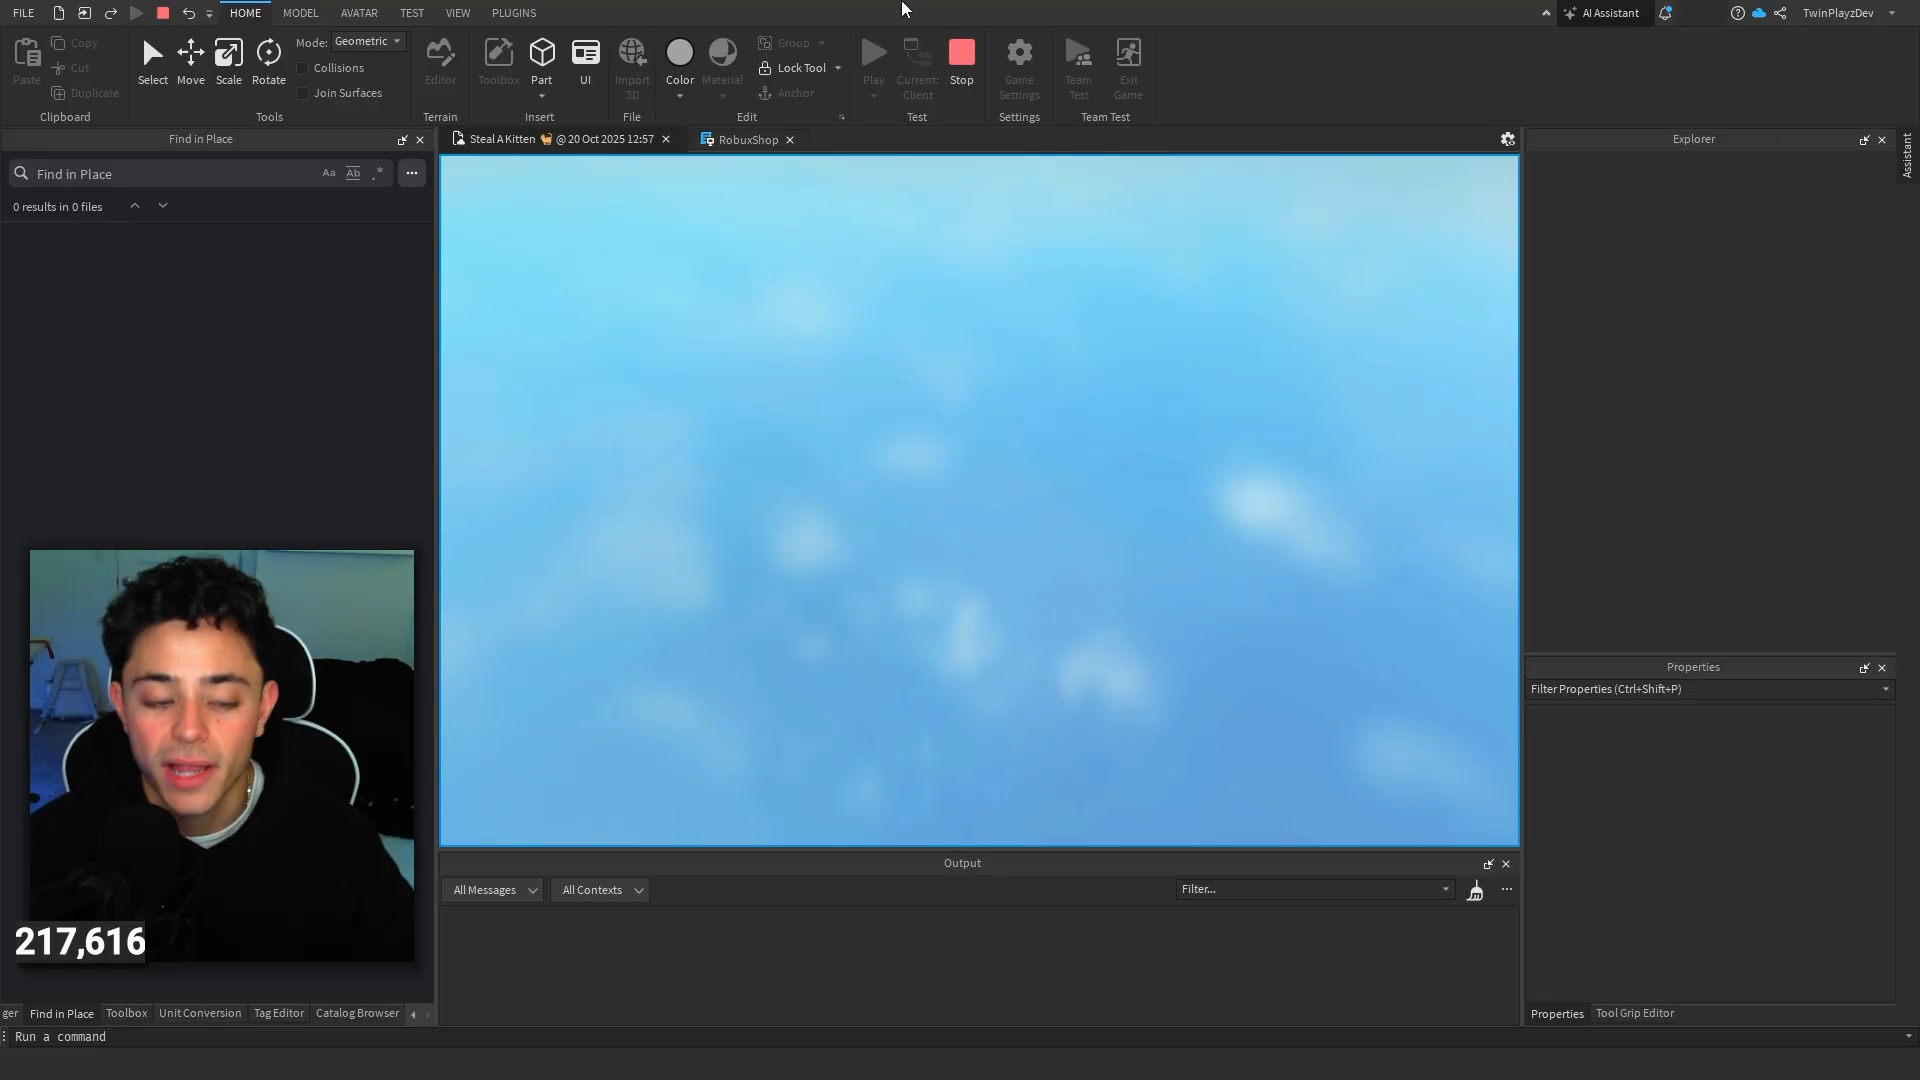 FILE HOME MODEL AVATAR TEST VIEW PLUGINS AI Assistant TwinPlayzDev
Paste Copy Cut Duplicate Clipboard
Select Move Scale Rotate Mode: Geometric Collisions Join Surfaces Tools
Editor Terrain
Toolbox Part UI Insert
Import 3D File
Color Material Group Lock Tool Anchor Edit
Play Current: Client Stop Test
Game Settings Settings
Team Test Exit Game Team Test
Find in Place
Steal A Kitten @ 20 Oct 2025 12:57 RobuxShop
Explorer
Assistant
Find in Place Aa Ab .*
0 results in 0 files
Properties
Filter Properties (Ctrl+Shift+P)
Output
All Messages All Contexts Filter...
217,616
ger Find in Place Toolbox Unit Conversion Tag Editor Catalog Browser
Properties Tool Grip Editor
Run a command